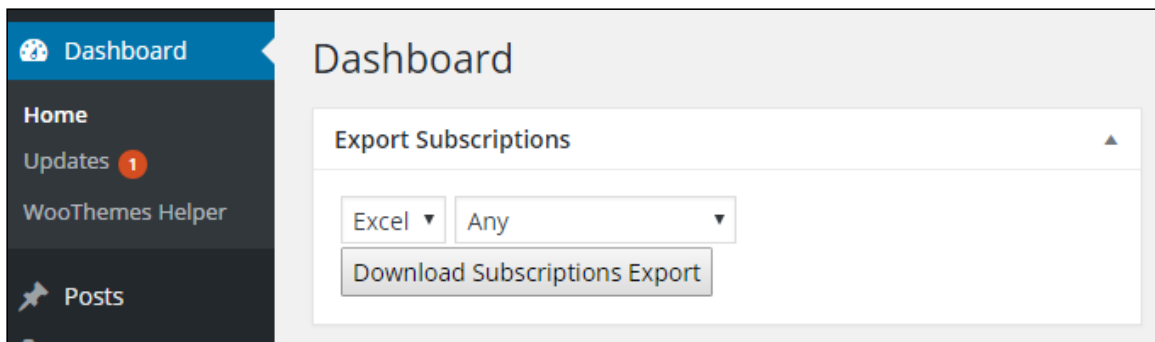 Dashboard
Home
Updates 1
WooThemes Helper
Posts
Dashboard
Export Subscriptions
Excel Any
Download Subscriptions Export